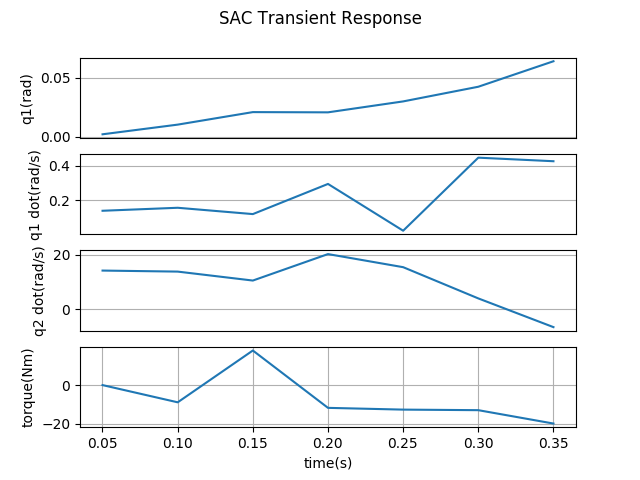 SAC Transient Response
0.05
0.00
q1(rad)
0.4
0.2
q1 dot(rad/s)
20
0
q2 dot(rad/s)
0
−20
torque(Nm)
0.05 0.10 0.15 0.20 0.25 0.30 0.35
time(s)